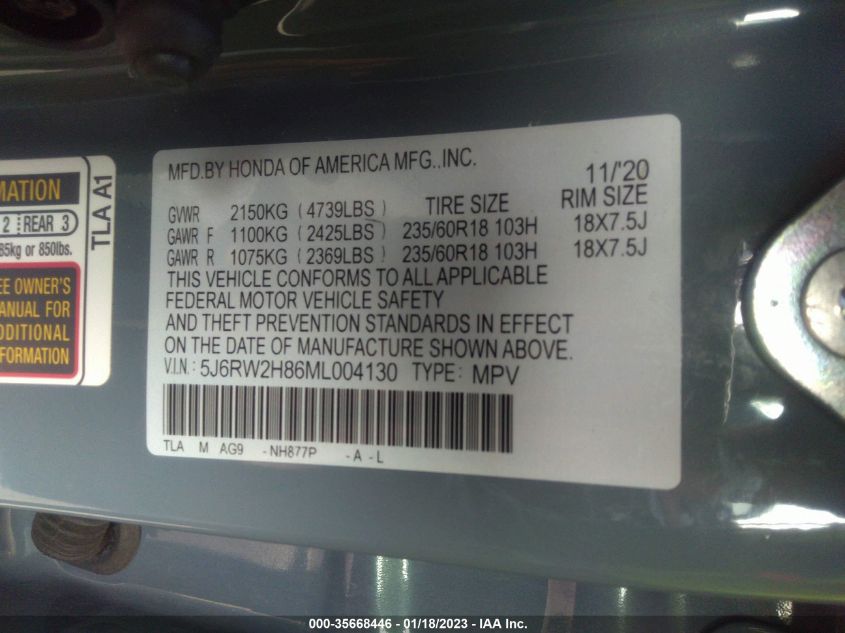 MFD.BY HONDA OF AMERICA MFG.,INC. 11/'20
GVWR 2150KG (4739LBS) TIRE SIZE RIM SIZE
GAWR F 1100KG (2425LBS) 235/60R18 103H 18X7.5J
GAWR R 1075KG (2369LBS) 235/60R18 103H 18X7.5J
THIS VEHICLE CONFORMS TO ALL APPLICABLE
FEDERAL MOTOR VEHICLE SAFETY
AND THEFT PREVENTION STANDARDS IN EFFECT
ON THE DATE OF MANUFACTURE SHOWN ABOVE.
V.I.N.: 5J6RW2H86ML004130 TYPE: MPV
TLA M AG9 -NH877P -A -L
MATION
2 REAR 3
85kg or 850lbs.
EE OWNER'S
ANUAL FOR
DDITIONAL
FORMATION
TLA A1
000-35668446 - 01/18/2023 - IAA Inc.